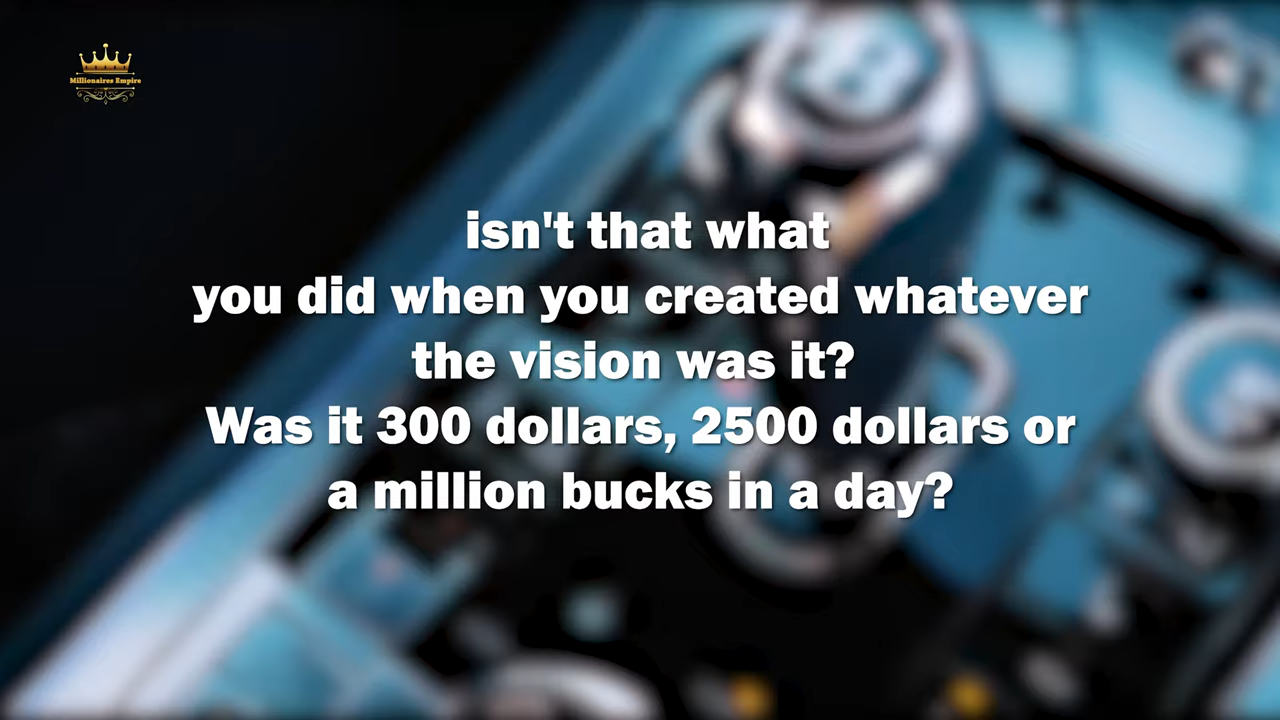 Millionaires Empire
isn't that what
you did when you created whatever
the vision was it?
Was it 300 dollars, 2500 dollars or
a million bucks in a day?